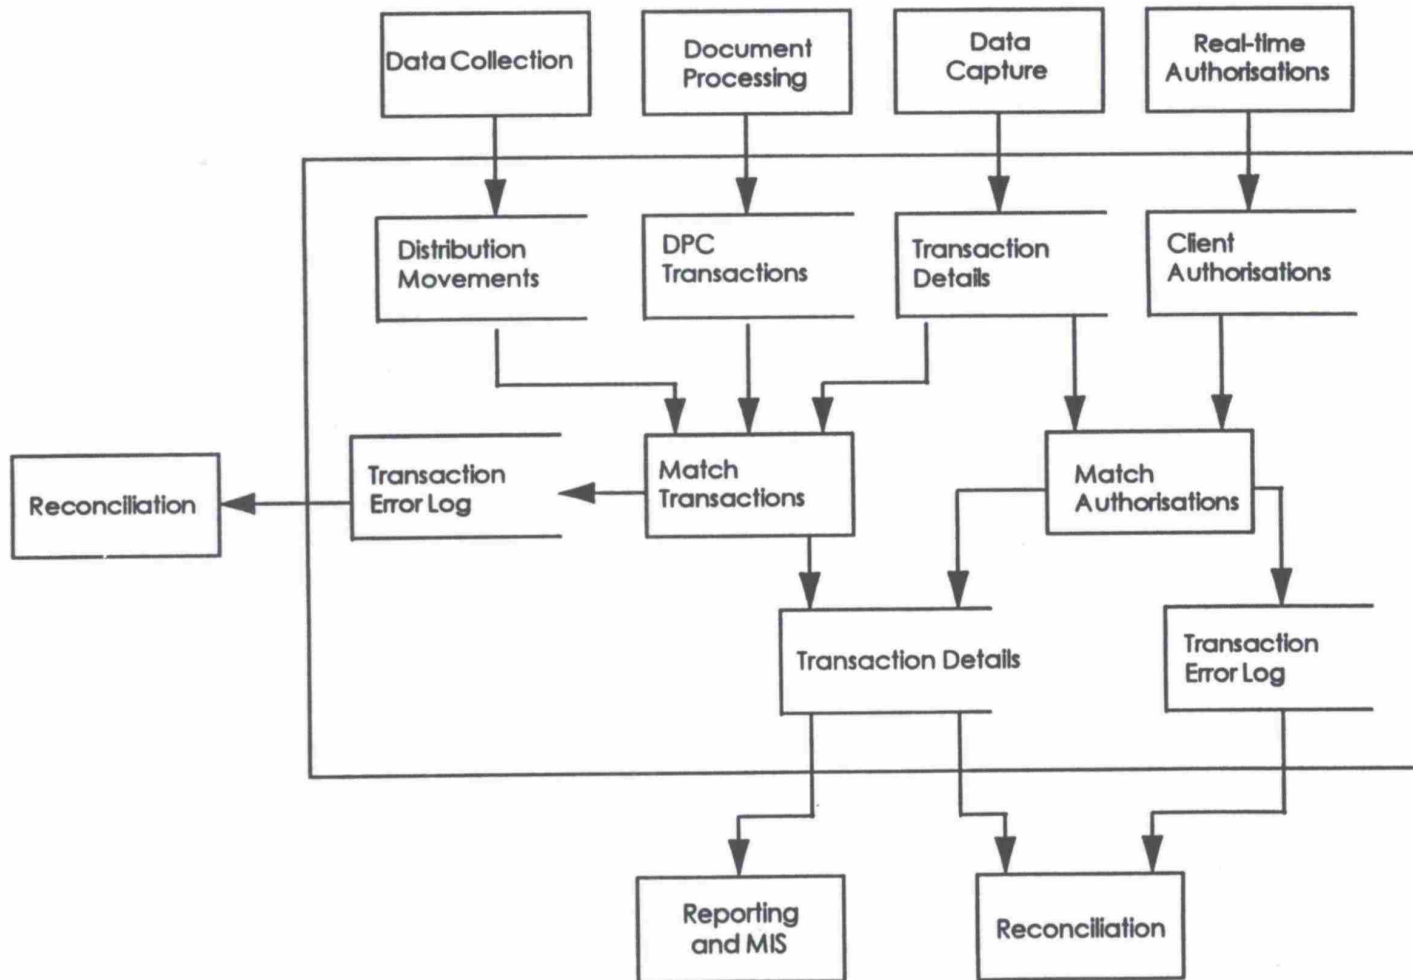 Data Collection
Document
Processing
Data
Capture
Real-time
Authorisations
Distribution
Movements
DPC
Transactions
Transaction
Details
Client
Authorisations
Reconciliation
Transaction
Error Log
Match
Transactions
Match
Authorisations
Transaction Details
Transaction
Error Log
Reporting
and MIS
Reconciliation